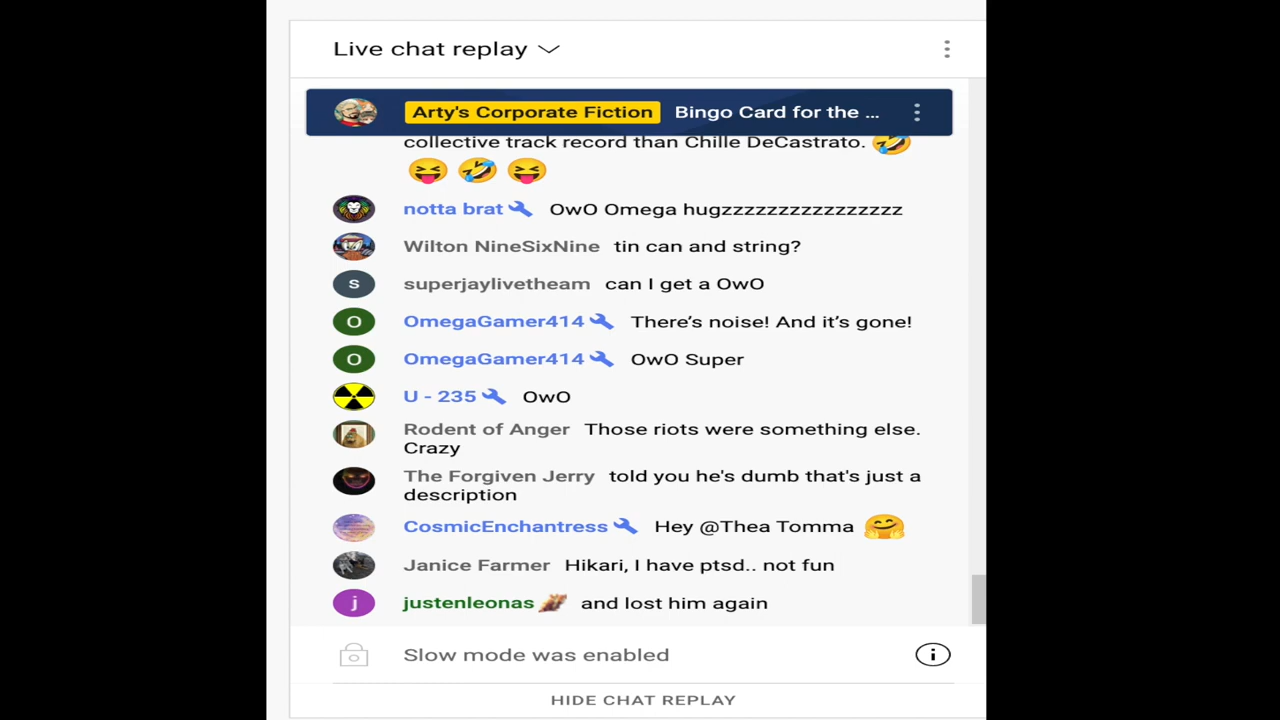 Live chat replay
Arty's Corporate Fiction Bingo Card for the ...
collective track record than Chille DeCastrato. 🤣
😝 🤣 😝
notta brat OwO Omega hugzzzzzzzzzzzzzzzz
Wilton NineSixNine tin can and string?
s superjaylivetheam can I get a OwO
O OmegaGamer414 There’s noise! And it’s gone!
O OmegaGamer414 OwO Super
U - 235 OwO
Rodent of Anger Those riots were something else.
Crazy
The Forgiven Jerry told you he's dumb that's just a
description
CosmicEnchantress Hey @Thea Tomma 🤗
Janice Farmer Hikari, I have ptsd.. not fun
j justenleonas and lost him again
Slow mode was enabled
HIDE CHAT REPLAY